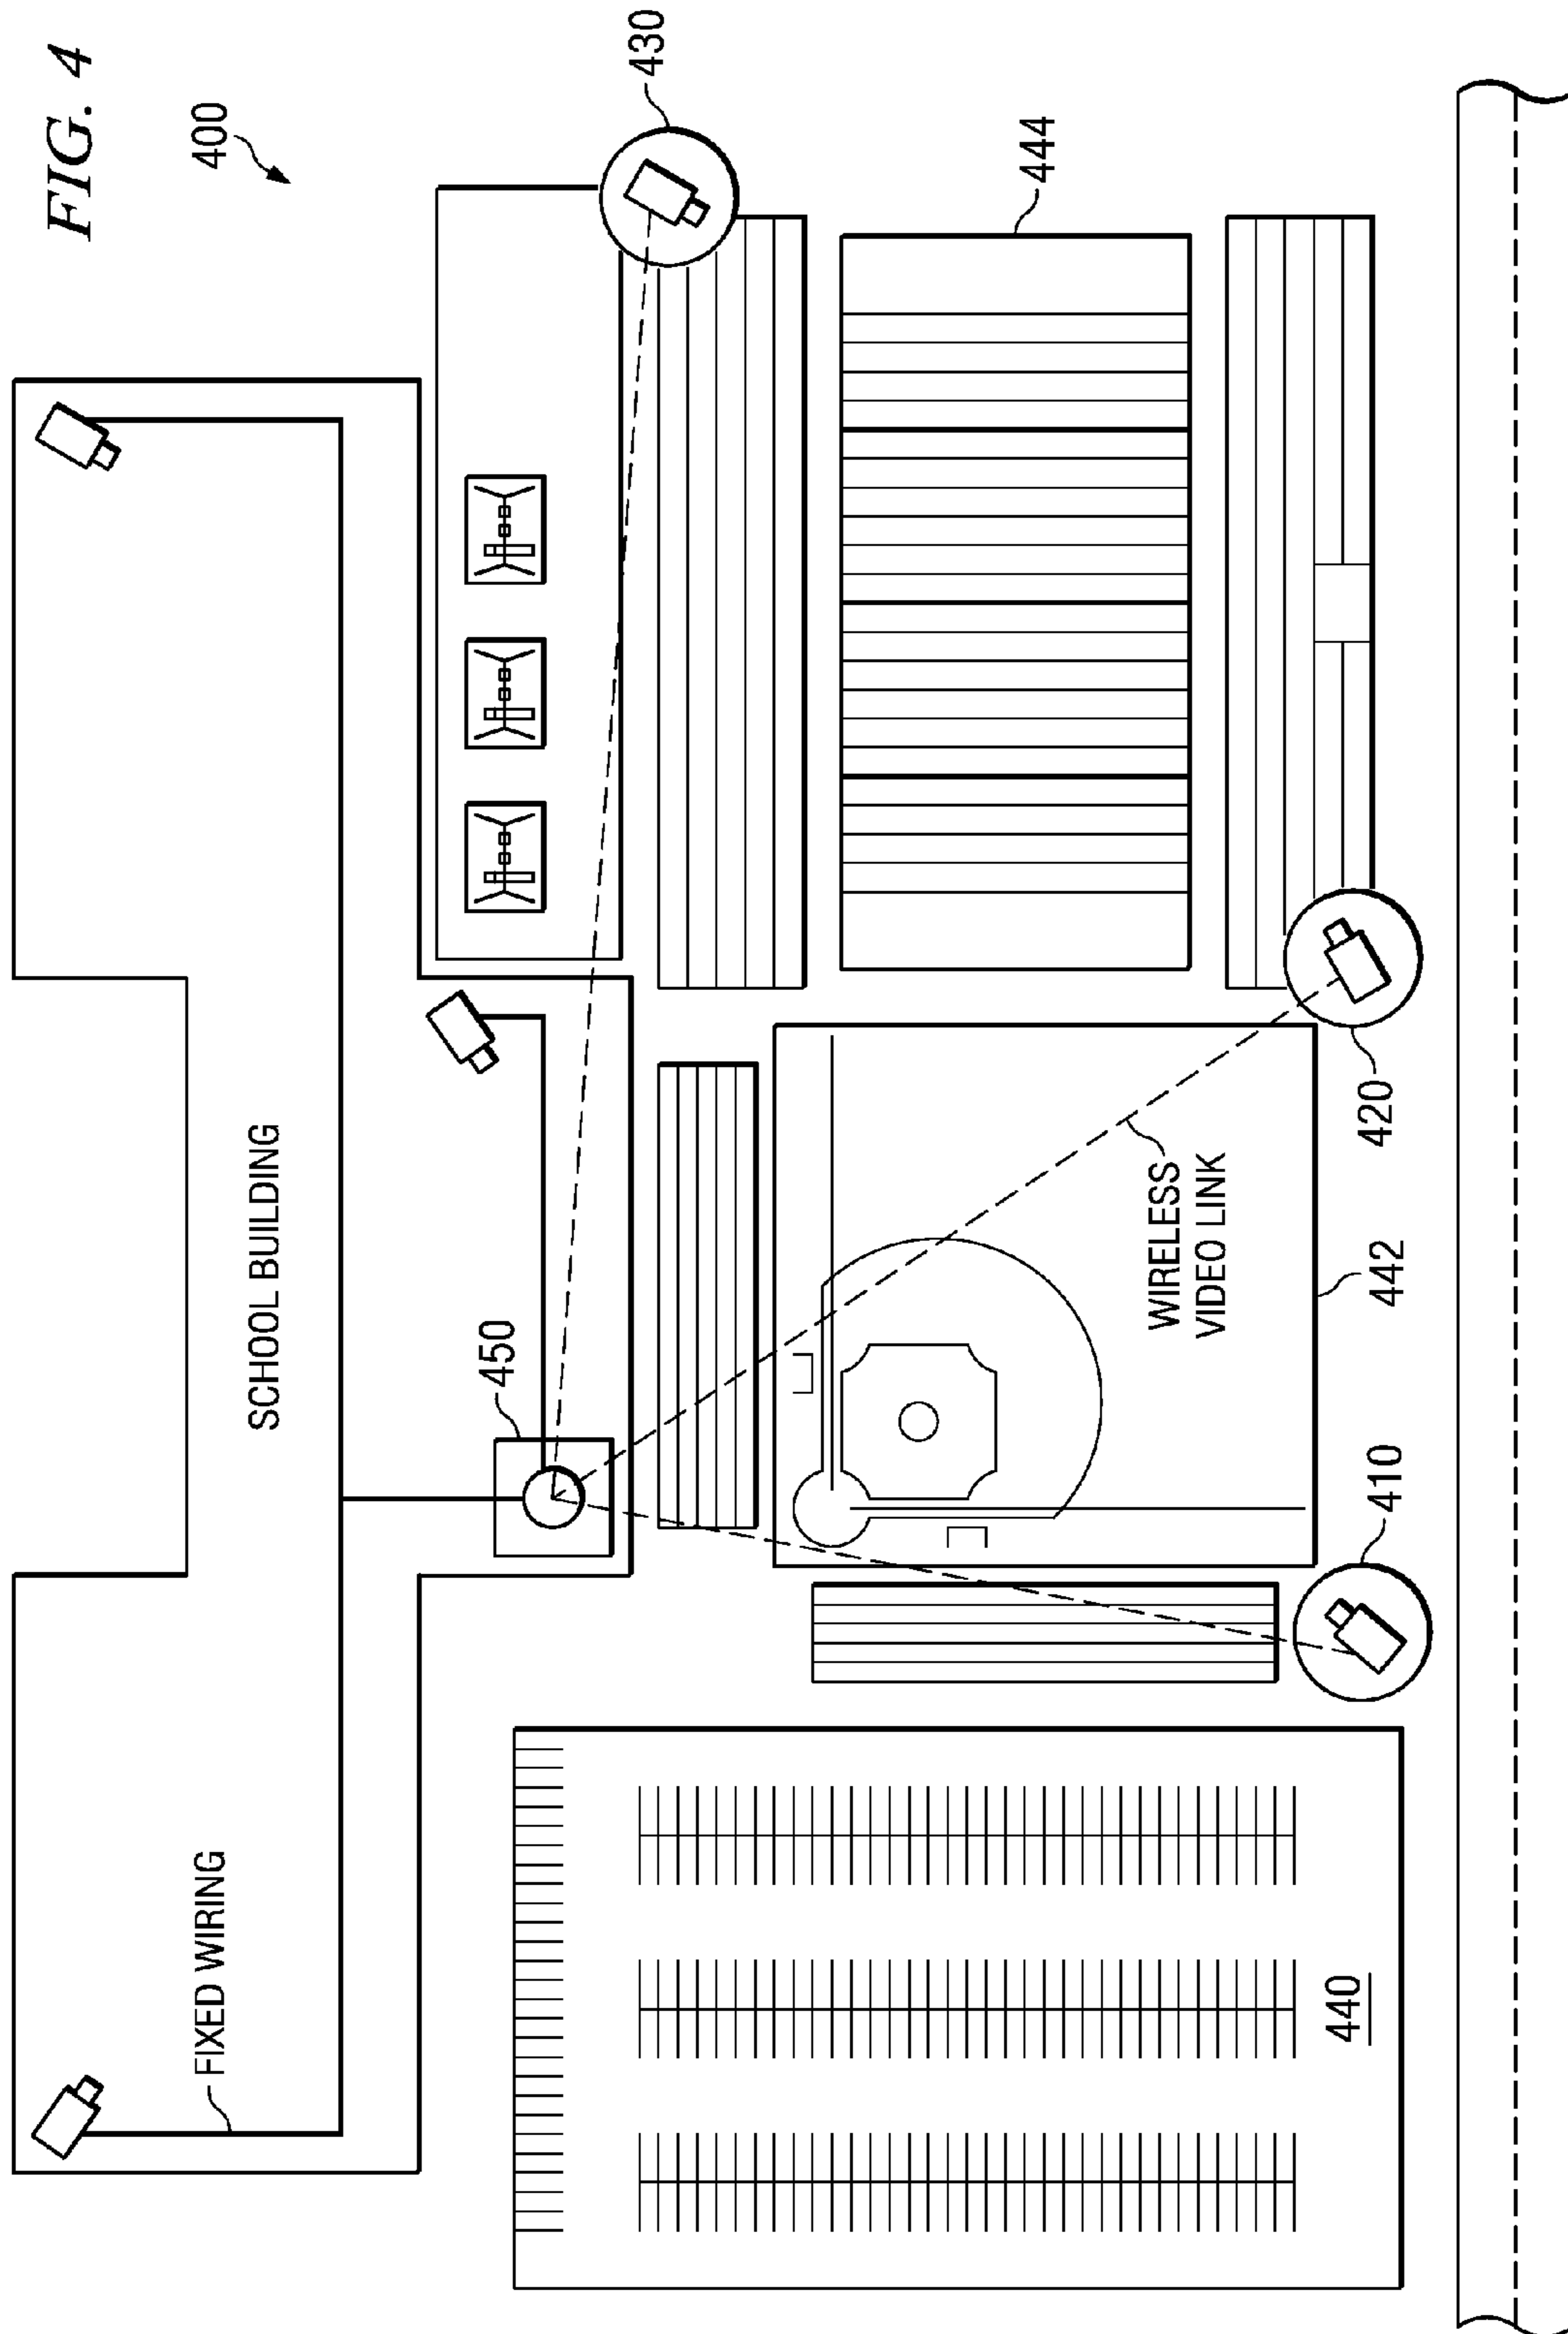 FIG. 4
400
SCHOOL BUILDING
FIXED WIRING
450
430
444
WIRELESS
VIDEO LINK
442
420
410
440